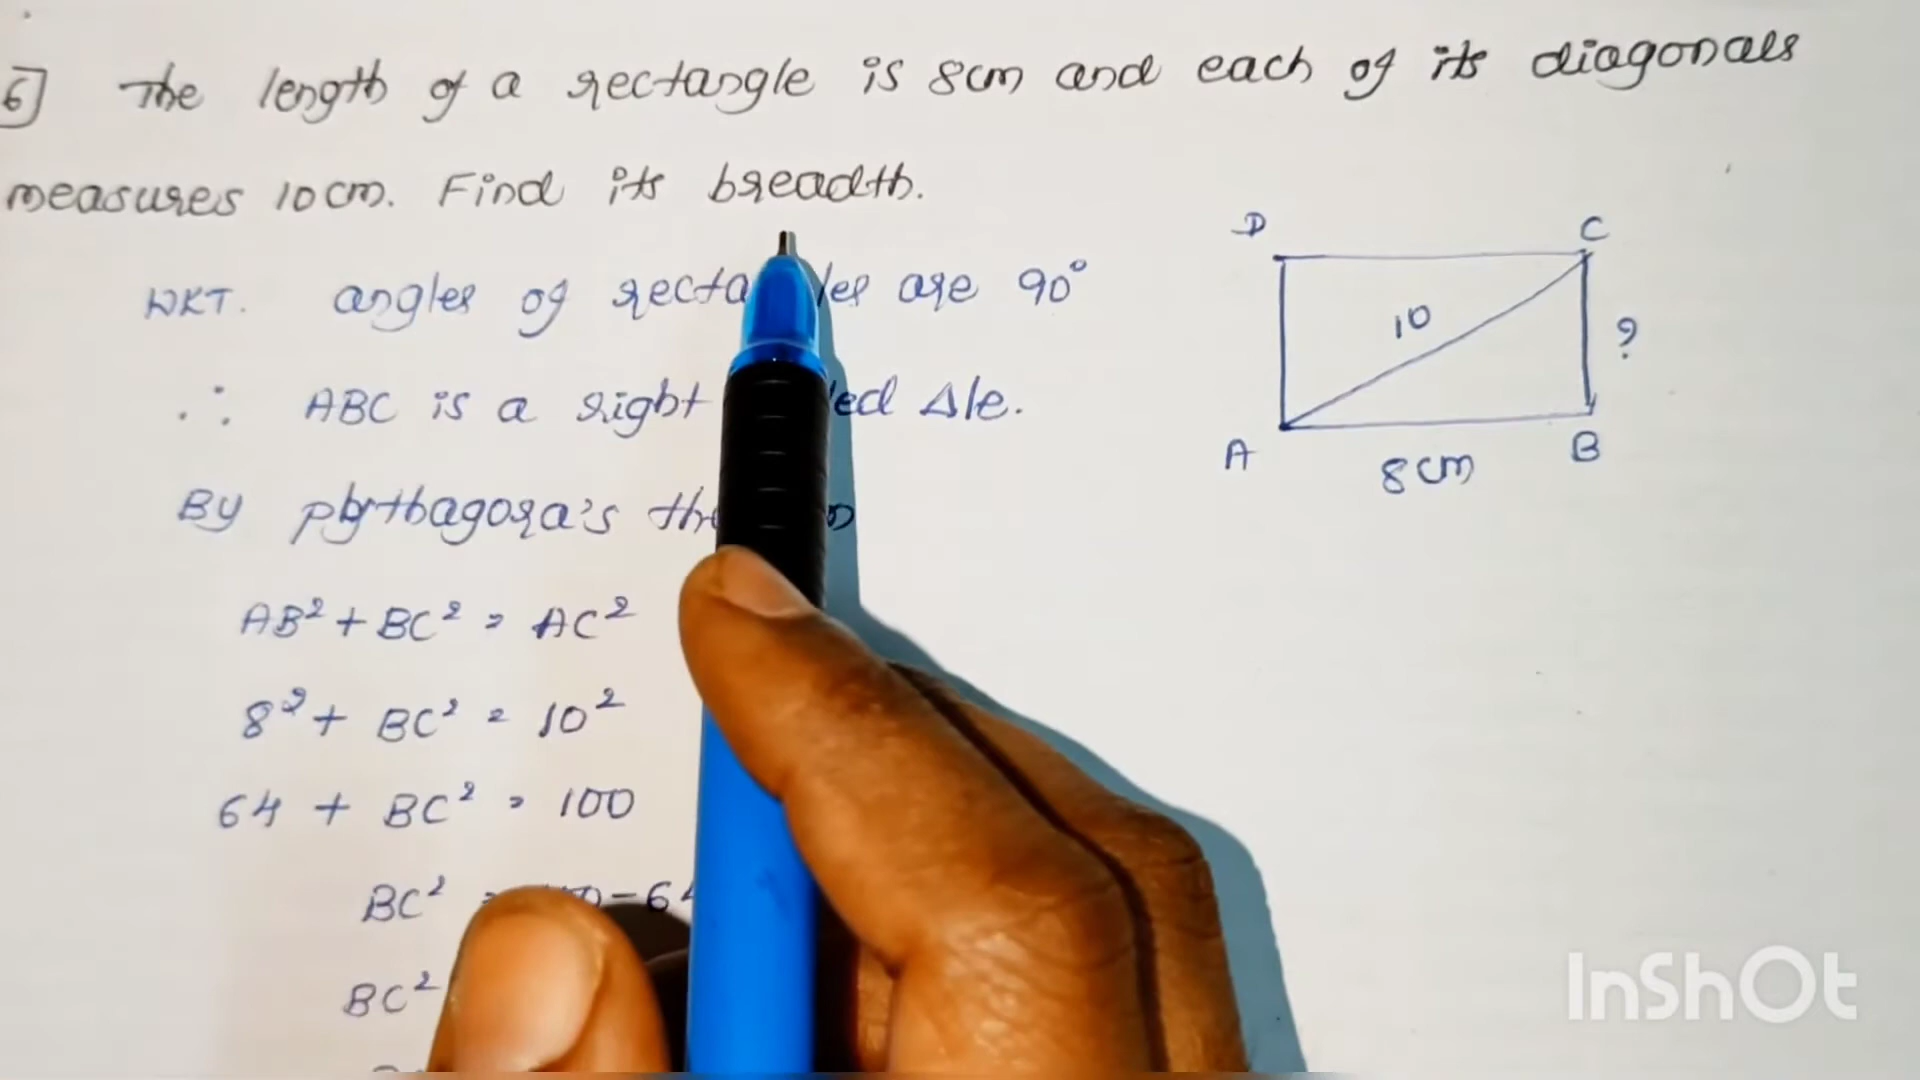 6] The length of a rectangle is 8cm and each of its diagonals
measures 10cm. Find its breadth.
WKT. angles of are 90°
∴ ABC is a right Δle.
By pythagora's
AB² + BC² = AC²
8² + BC² = 10²
64 + BC² = 100
BC² = -64
BC²
D
C
10
?
A
B
8cm
InShOt